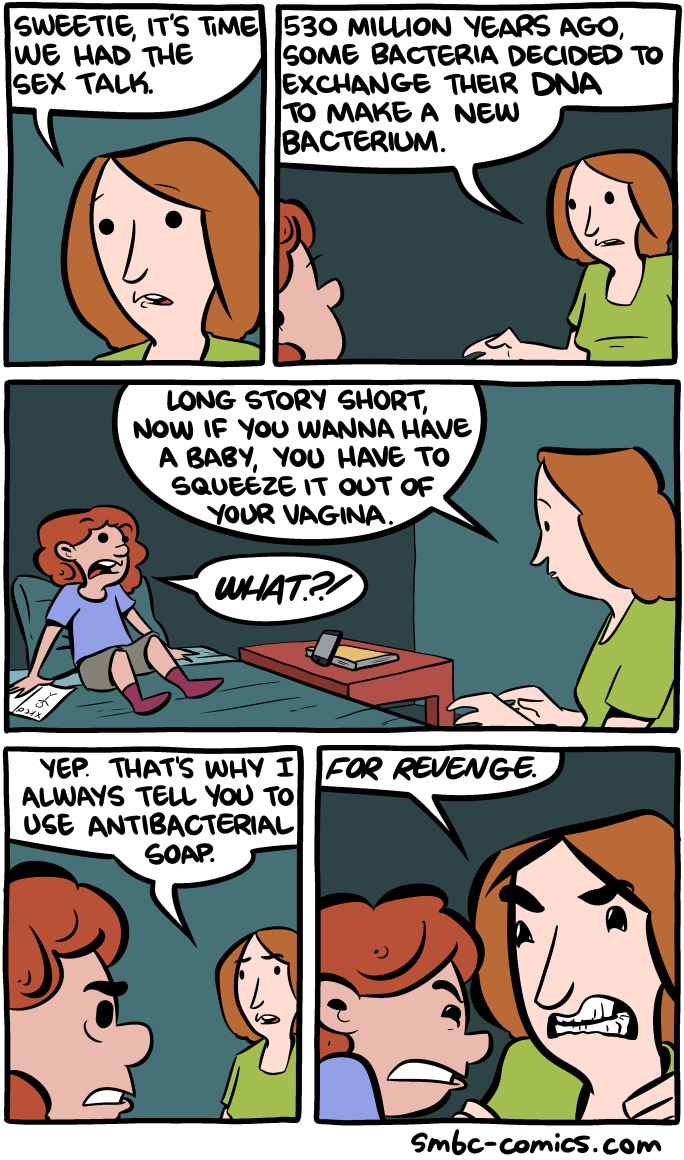 SWEETIE, IT'S TIME
WE HAD THE
SEX TALK.
530 MILLION YEARS AGO,
SOME BACTERIA DECIDED TO
EXCHANGE THEIR DNA
TO MAKE A NEW
BACTERIUM.
LONG STORY SHORT,
NOW IF YOU WANNA HAVE
A BABY, YOU HAVE TO
SQUEEZE IT OUT OF
YOUR VAGINA.
WHAT?!
YEP. THAT'S WHY I
ALWAYS TELL YOU TO
USE ANTIBACTERIAL
SOAP.
FOR REVENGE.
smbc-comics.com